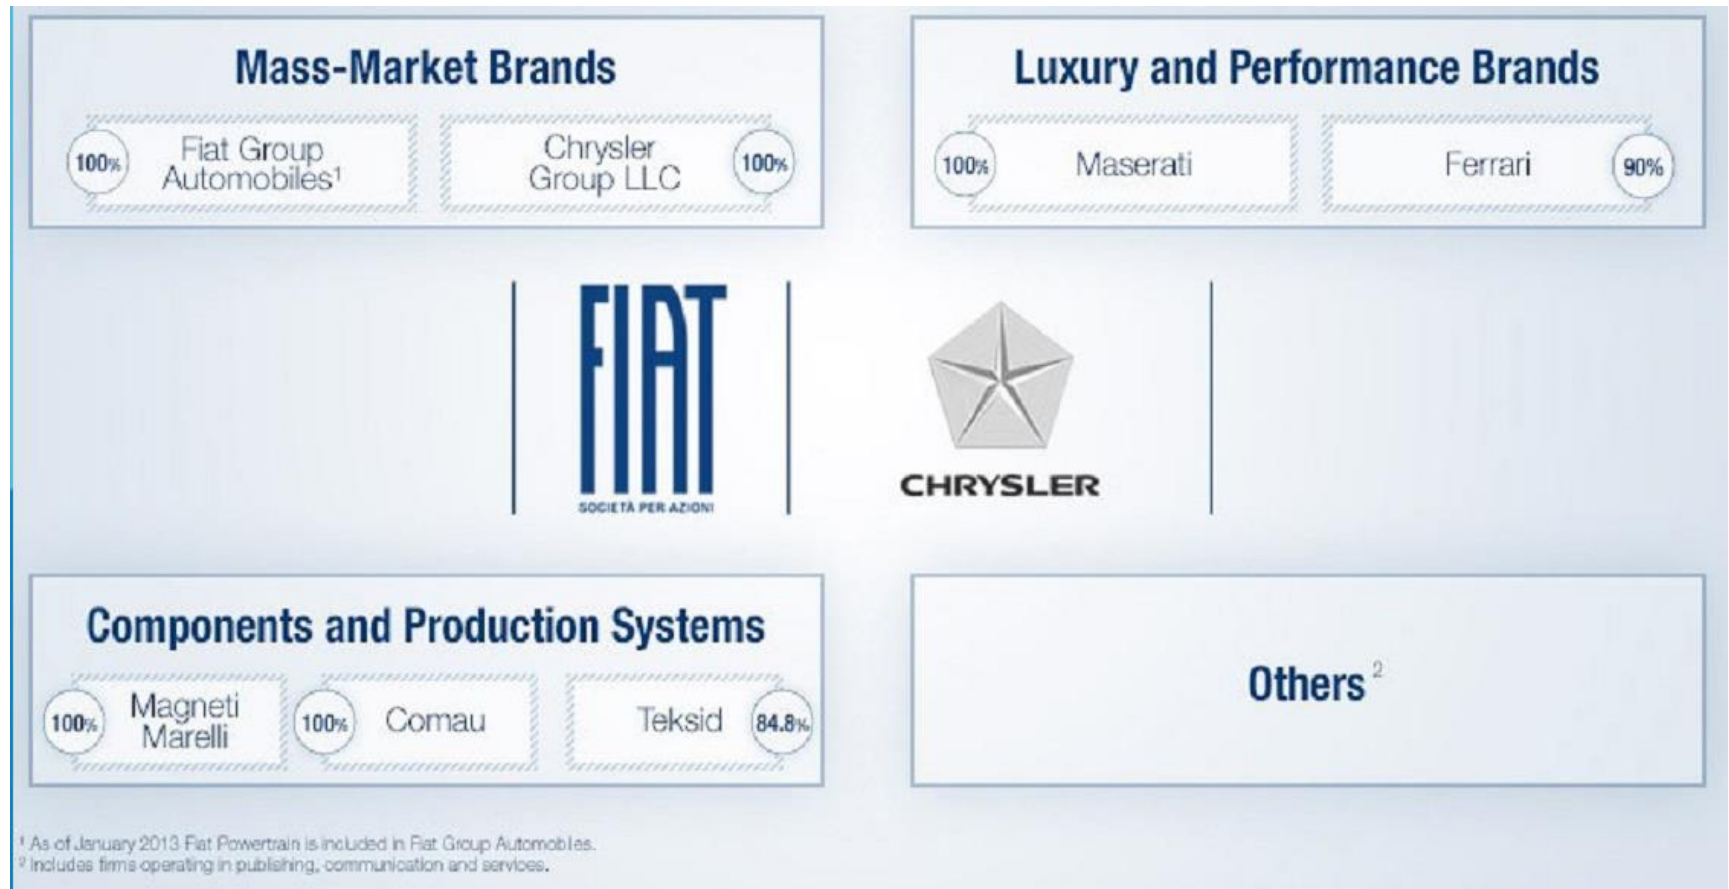 Mass-Market Brands
100%
Fiat Group
Automobiles¹
Chrysler
Group LLC
100%
Luxury and Performance Brands
100%
Maserati
Ferrari
90%
FIAT
SOCIETÀ PER AZIONI
CHRYSLER
Components and Production Systems
100%
Magneti
Marelli
100%
Comau
Teksid
84.8%
Others ²
¹ As of January 2013 Fiat Powertrain is included in Fiat Group Automobiles.
² Includes firms operating in publishing, communication and services.